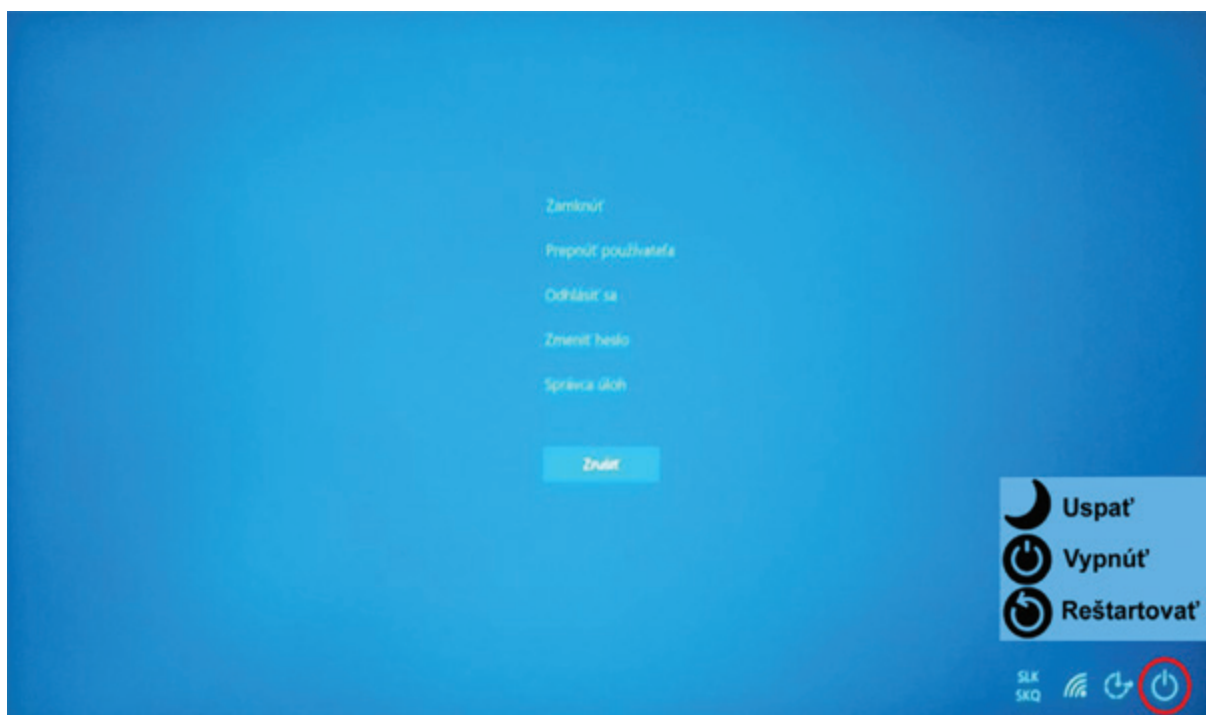 Zamknúť
Prepnúť používateľa
Odhlásiť sa
Zmeniť heslo
Správca úloh
Zrušiť
Uspať
Vypnúť
Reštartovať
SLK
SKQ